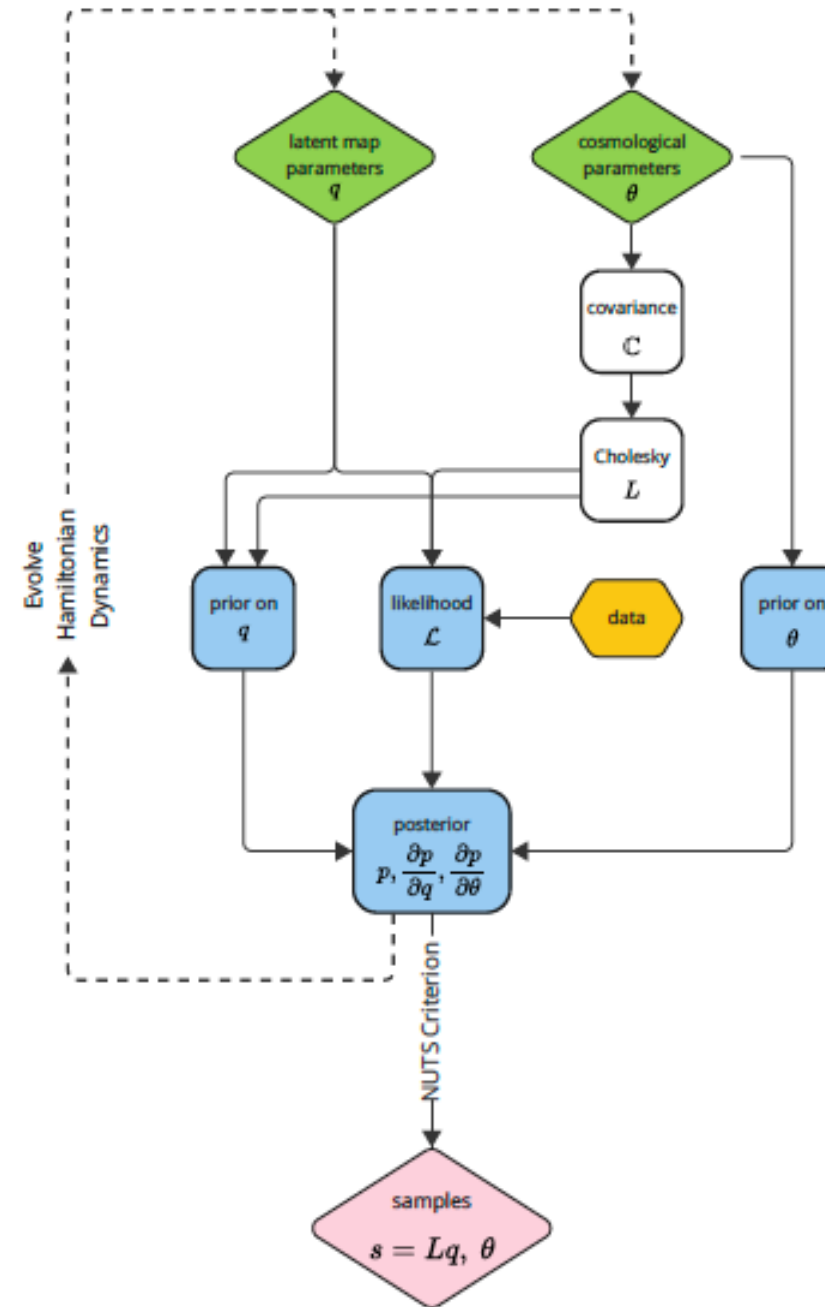 latent map
parameters
q
cosmological
parameters
θ
covariance
ℂ
Cholesky
L
Evolve
Hamiltonian
Dynamics
prior on
q
likelihood
ℒ
data
prior on
θ
posterior
p, ∂p/∂q, ∂p/∂θ
NUTS Criterion
samples
s = Lq, θ